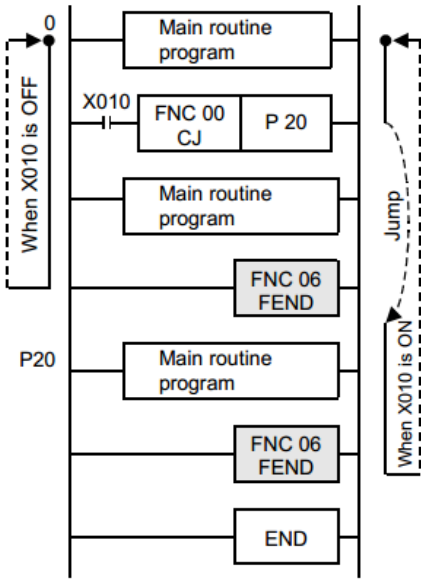 0
Main routine
program
X010
FNC 00
CJ
P 20
Main routine
program
FNC 06
FEND
P20
Main routine
program
FNC 06
FEND
END
When X010 is OFF
Jump
When X010 is ON